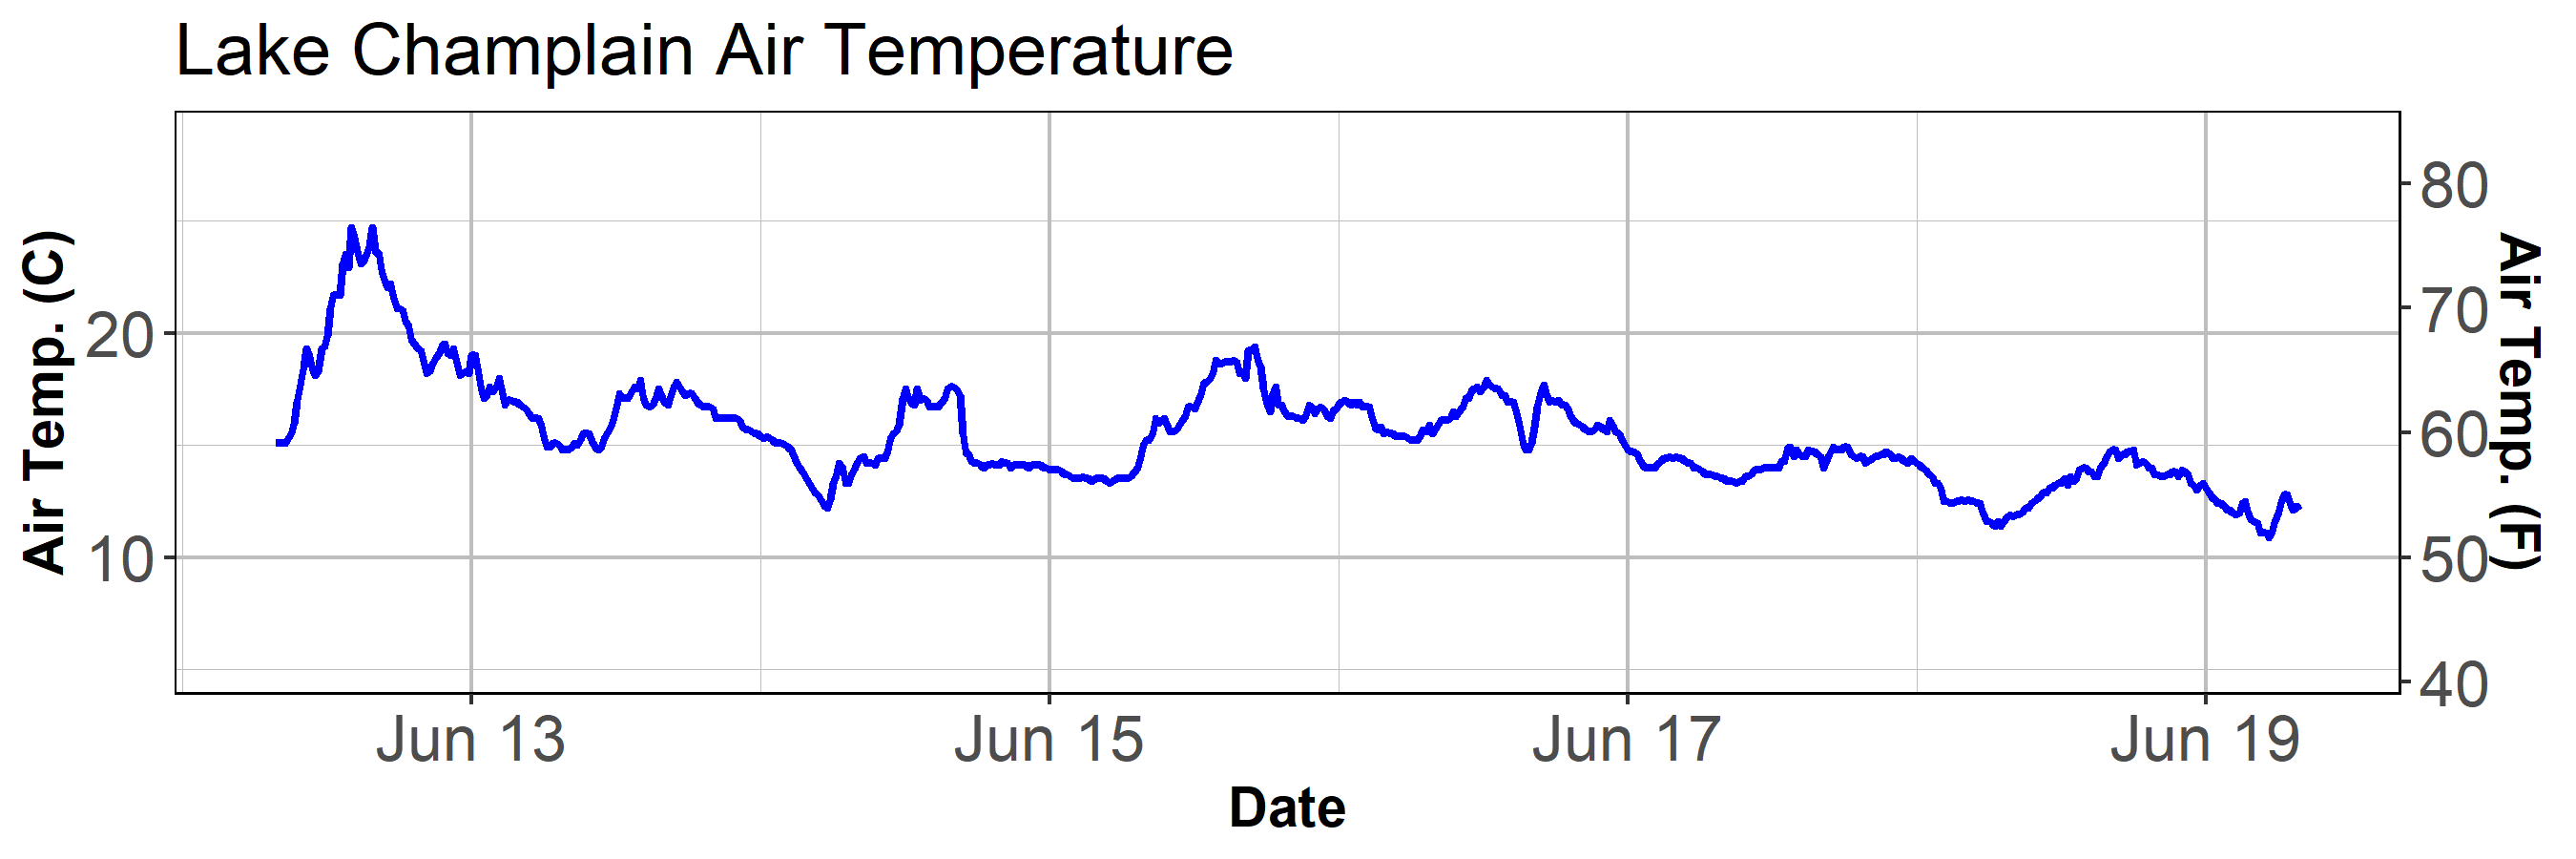 Lake Champlain Air Temperature
Air Temp. (C)
20
10
80
70
60
50
40
Air Temp. (F)
Jun 13
Jun 15
Jun 17
Jun 19
Date